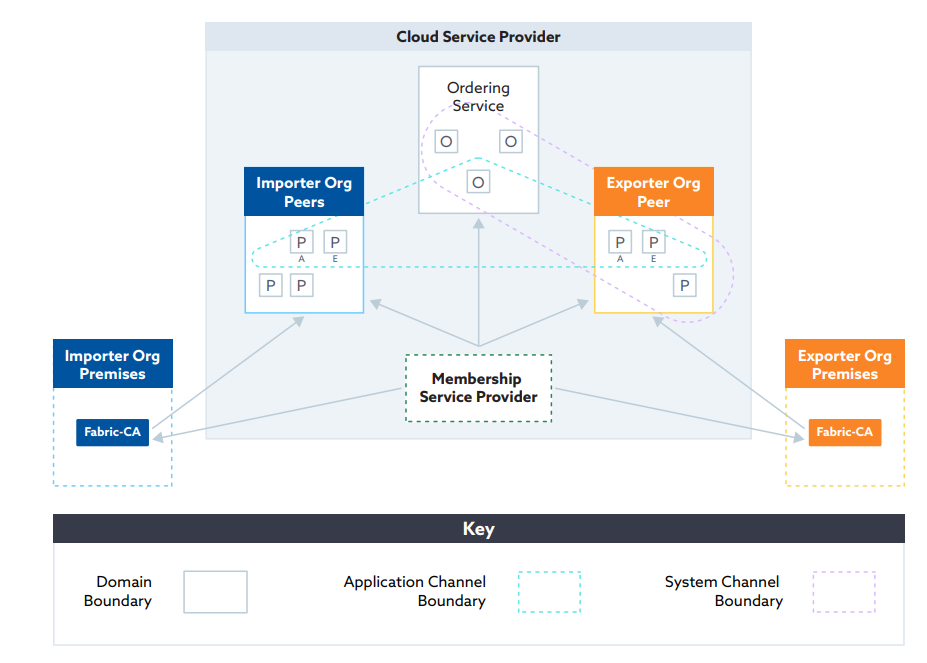 Cloud Service Provider
Ordering
Service
O
O
O
Importer Org
Peers
P
P
A
E
P
P
Exporter Org
Peer
P
P
A
E
P
Importer Org
Premises
Fabric-CA
Membership
Service Provider
Exporter Org
Premises
Fabric-CA
Key
Domain
Boundary
Application Channel
Boundary
System Channel
Boundary